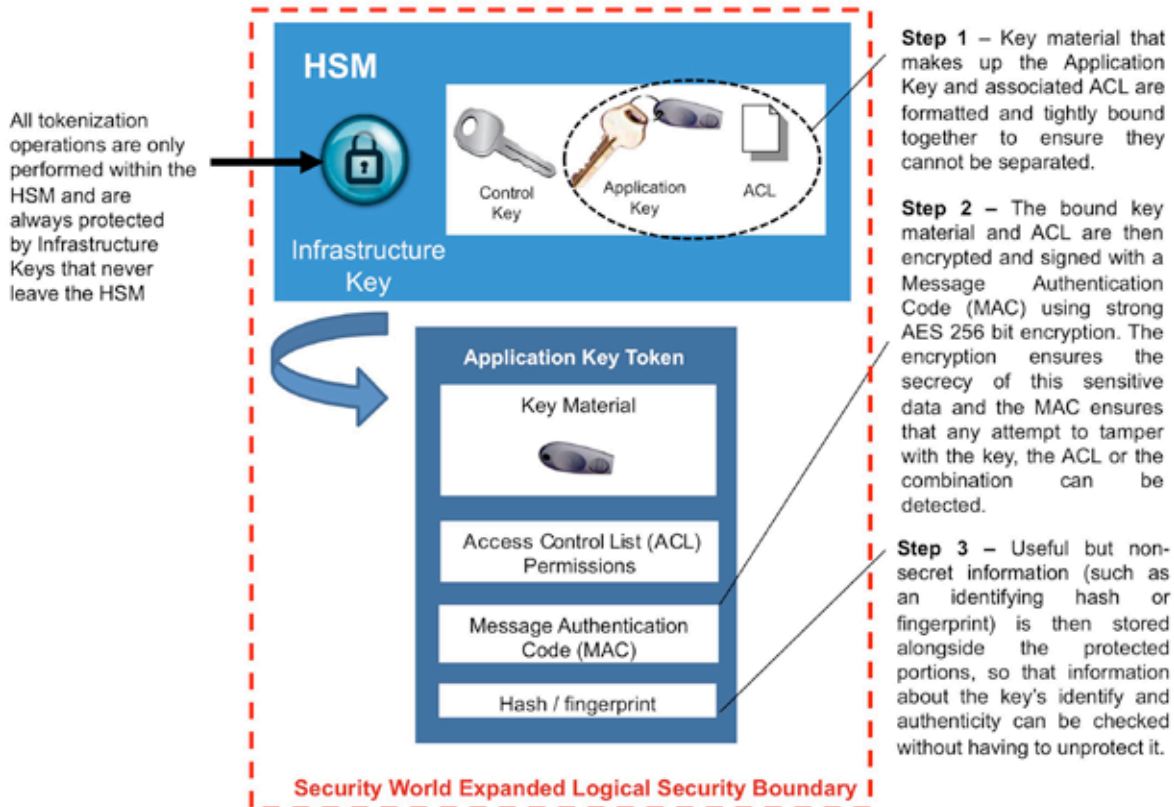 All tokenization
operations are only
performed within the
HSM and are
always protected
by Infrastructure
Keys that never
leave the HSM
HSM
Infrastructure
Key
Control
Key
Application
Key
ACL
Application Key Token
Key Material
Access Control List (ACL)
Permissions
Message Authentication
Code (MAC)
Hash / fingerprint
Security World Expanded Logical Security Boundary
Step 1 – Key material that
makes up the Application
Key and associated ACL are
formatted and tightly bound
together to ensure they
cannot be separated.
Step 2 – The bound key
material and ACL are then
encrypted and signed with a
Message Authentication
Code (MAC) using strong
AES 256 bit encryption. The
encryption ensures the
secrecy of this sensitive
data and the MAC ensures
that any attempt to tamper
with the key, the ACL or the
combination can be
detected.
Step 3 – Useful but non-
secret information (such as
an identifying hash or
fingerprint) is then stored
alongside the protected
portions, so that information
about the key's identify and
authenticity can be checked
without having to unprotect it.